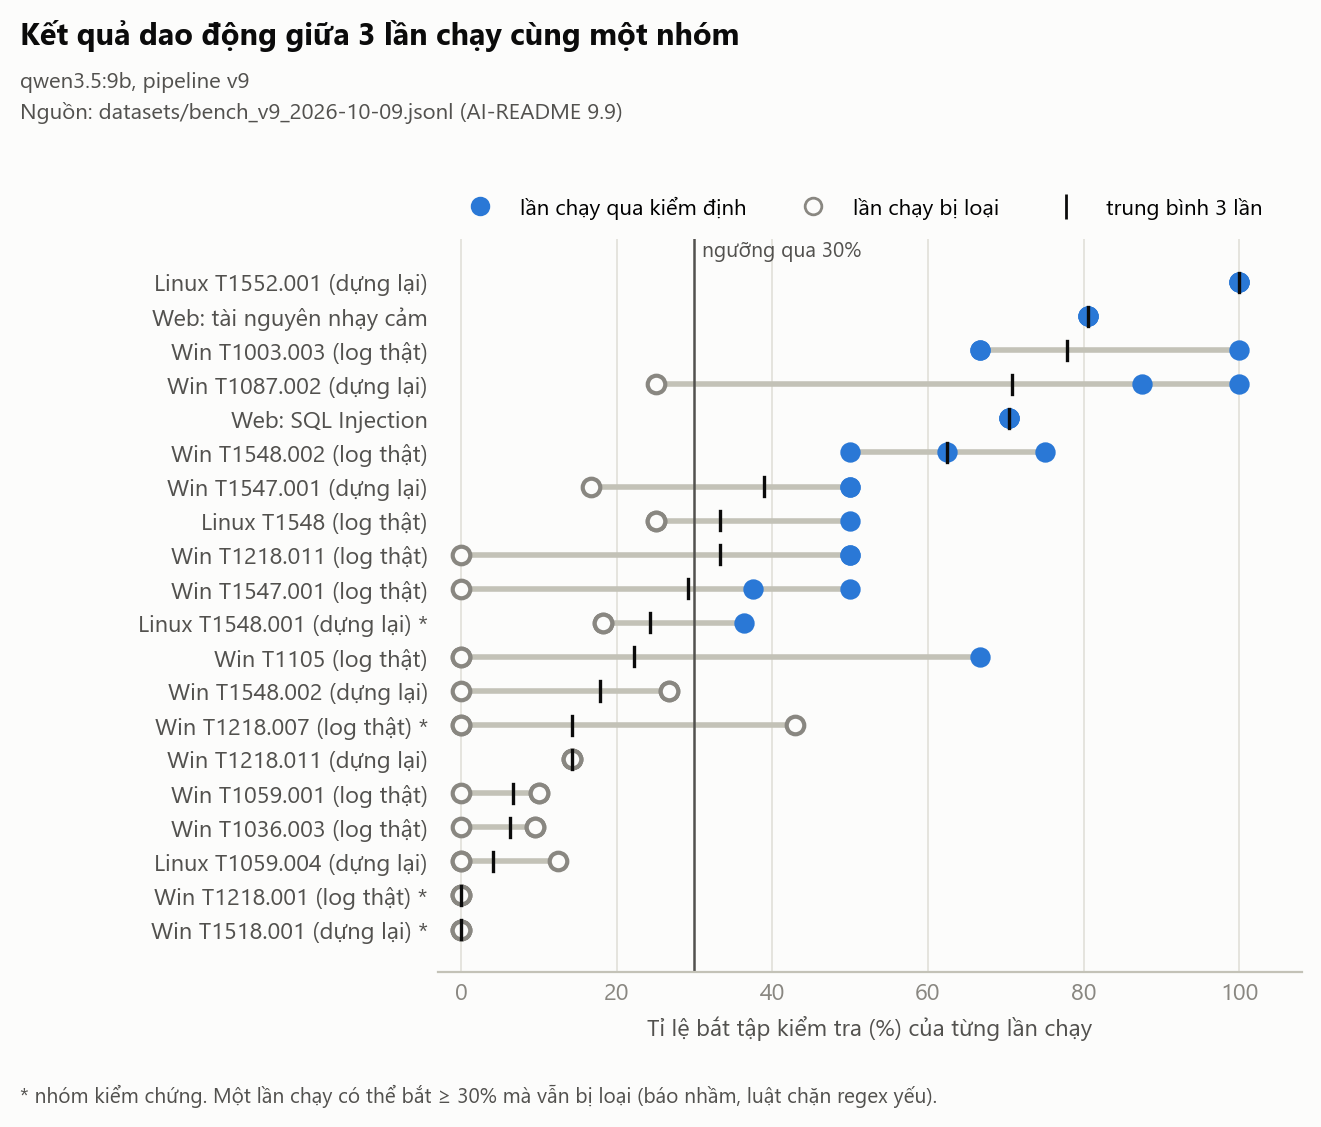 Kết quả dao động giữa 3 lần chạy cùng một nhóm
qwen3.5:9b, pipeline v9
Nguồn: datasets/bench_v9_2026-10-09.jsonl (AI-README 9.9)
lần chạy qua kiểm định
lần chạy bị loại
trung bình 3 lần
ngưỡng qua 30%
Linux T1552.001 (dựng lại)
Web: tài nguyên nhạy cảm
Win T1003.003 (log thật)
Win T1087.002 (dựng lại)
Web: SQL Injection
Win T1548.002 (log thật)
Win T1547.001 (dựng lại)
Linux T1548 (log thật)
Win T1218.011 (log thật)
Win T1547.001 (log thật)
Linux T1548.001 (dựng lại) *
Win T1105 (log thật)
Win T1548.002 (dựng lại)
Win T1218.007 (log thật) *
Win T1218.011 (dựng lại)
Win T1059.001 (log thật)
Win T1036.003 (log thật)
Linux T1059.004 (dựng lại)
Win T1218.001 (log thật) *
Win T1518.001 (dựng lại) *
0 20 40 60 80 100
Tỉ lệ bắt tập kiểm tra (%) của từng lần chạy
* nhóm kiểm chứng. Một lần chạy có thể bắt ≥ 30% mà vẫn bị loại (báo nhầm, luật chặn regex yếu).